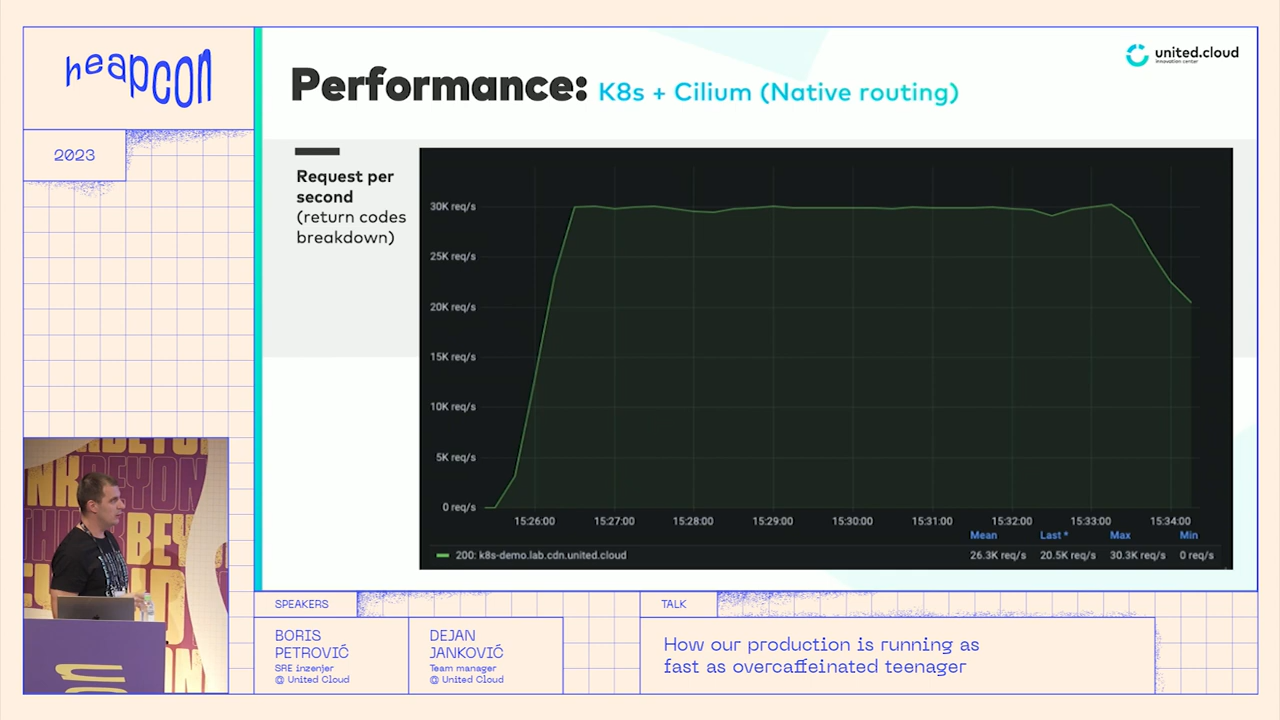 heapcon
2023
Performance: K8s + Cilium (Native routing)
united.cloud
innovation center
Request per
second
(return codes
breakdown)
30K req/s
25K req/s
20K req/s
15K req/s
10K req/s
5K req/s
0 req/s
15:26:00 15:27:00 15:28:00 15:29:00 15:30:00 15:31:00 15:32:00 15:33:00 15:34:00
Mean Last * Max Min
200: k8s-demo.lab.cdn.united.cloud 26.3K req/s 20.5K req/s 30.3K req/s 0 req/s
BEYON
BEY
SPEAKERS
BORIS
PETROVIĆ
SRE inzenjer
@ United Cloud
DEJAN
JANKOVIĆ
Team manager
@ United Cloud
TALK
How our production is running as
fast as overcaffeinated teenager